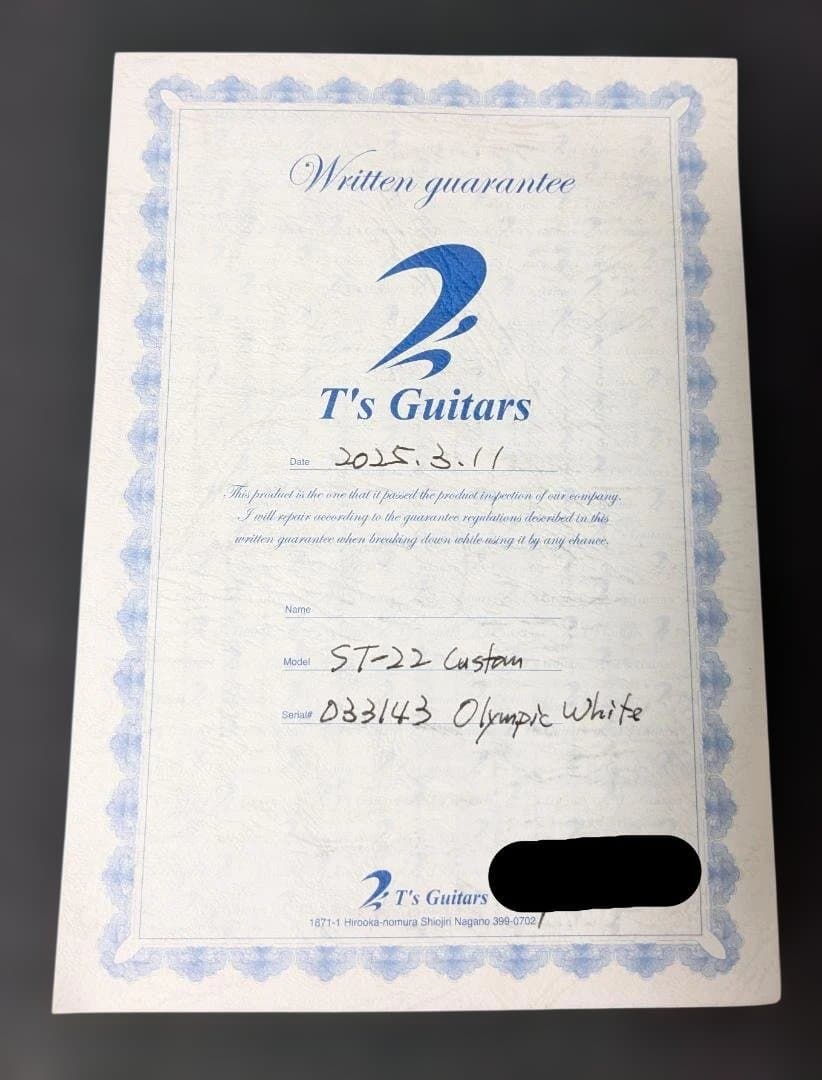 Written guarantee
T's Guitars
Date 2025.3.11
This product is the one that it passed the product inspection of our company.
I will repair according to the guarantee regulations described in this
written guarantee when breaking down while using it by any chance.
Name
Model ST-22 Custom
Serial# 033143 Olympic White
T's Guitars
1871-1 Hirooka-nomura Shiojiri Nagano 399-0702